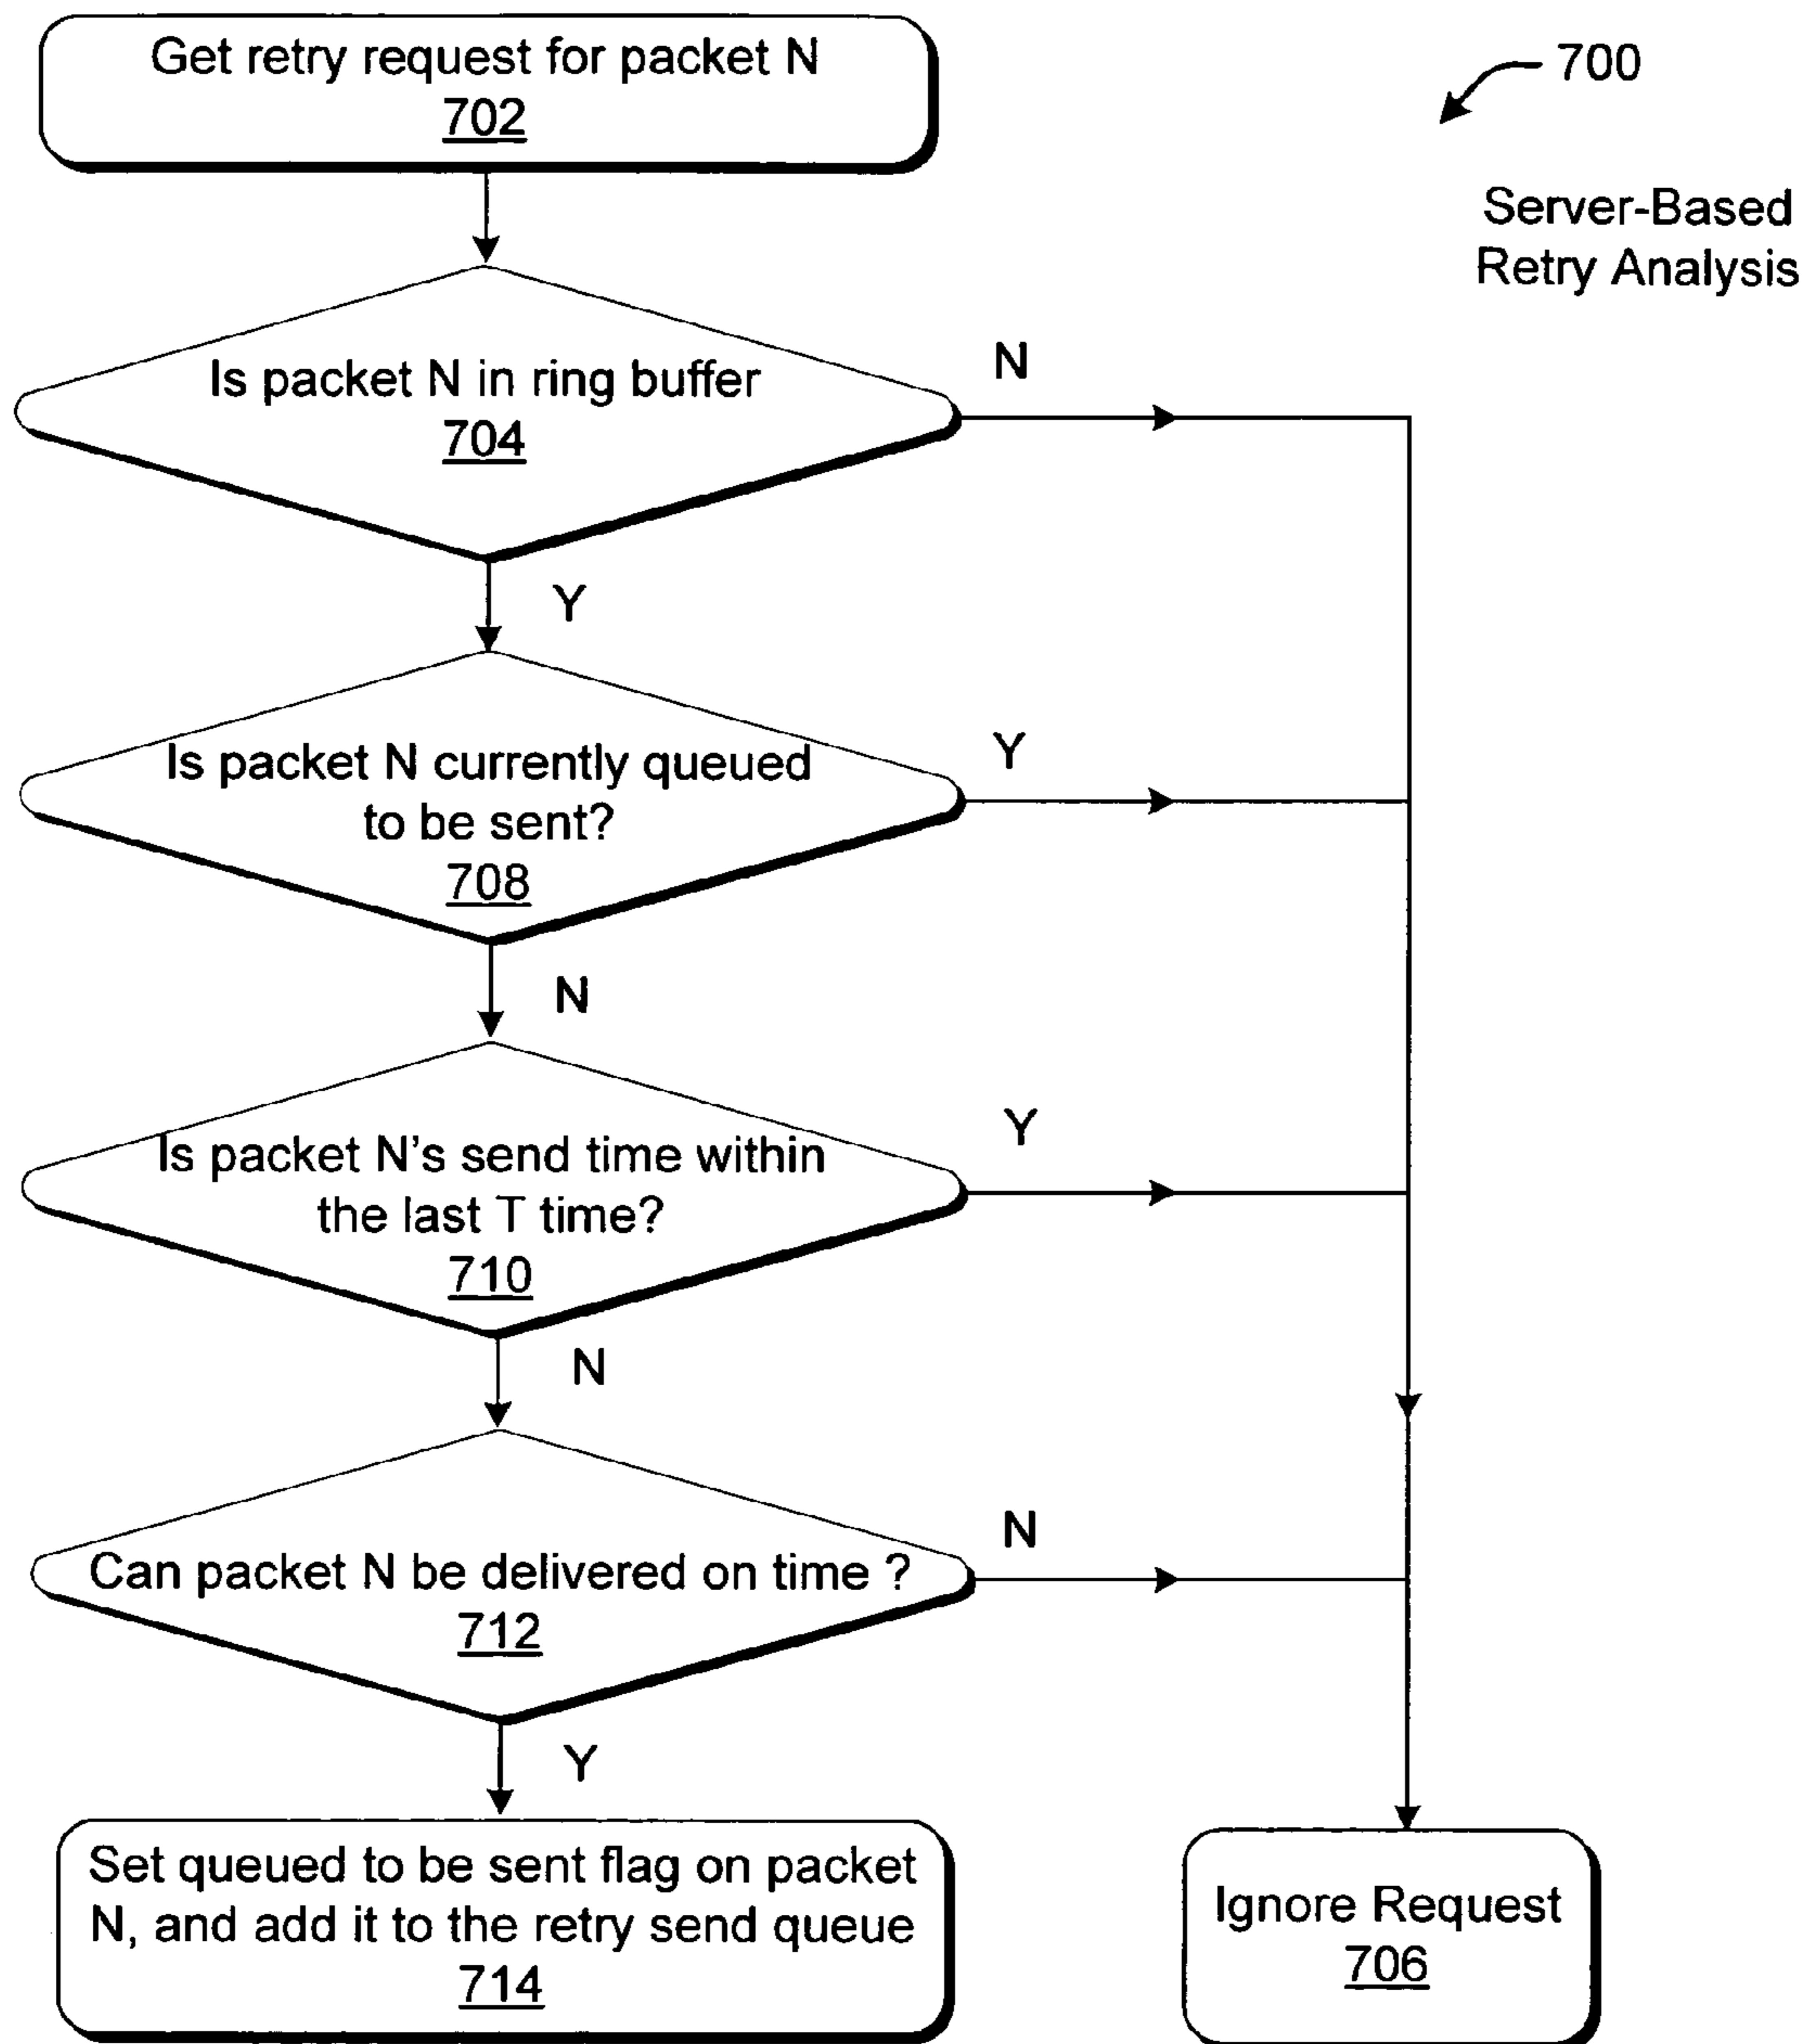 Get retry request for packet N
702
700
Server-Based
Retry Analysis
Is packet N in ring buffer
704
N
Y
Is packet N currently queued
to be sent?
708
Y
N
Is packet N's send time within
the last T time?
710
Y
N
Can packet N be delivered on time ?
712
N
Y
Set queued to be sent flag on packet
N, and add it to the retry send queue
714
Ignore Request
706